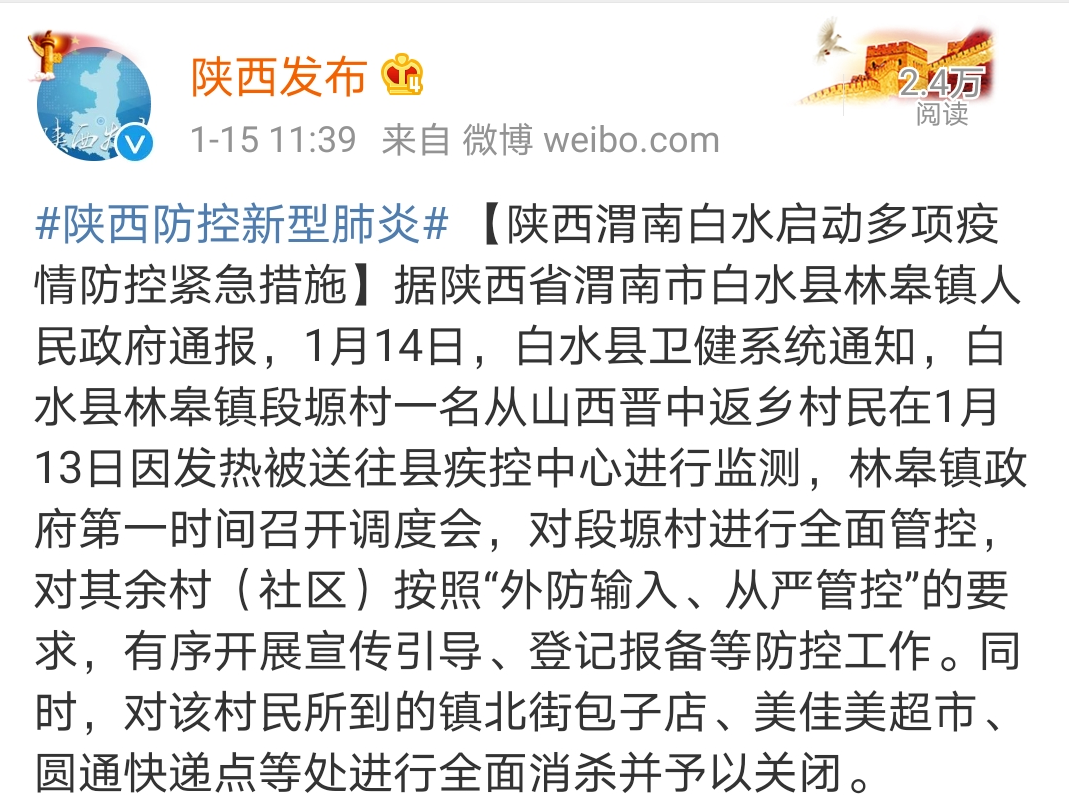 陕西发布
2.4万
阅读
1-15 11:39 来自 微博 weibo.com
#陕西防控新型肺炎# 【陕西渭南白水启动多项疫
情防控紧急措施】据陕西省渭南市白水县林皋镇人
民政府通报，1月14日，白水县卫健系统通知，白
水县林皋镇段塬村一名从山西晋中返乡村民在1月
13日因发热被送往县疾控中心进行监测，林皋镇政
府第一时间召开调度会，对段塬村进行全面管控，
对其余村（社区）按照“外防输入、从严管控”的要
求，有序开展宣传引导、登记报备等防控工作。同
时，对该村民所到的镇北街包子店、美佳美超市、
圆通快递点等处进行全面消杀并予以关闭。